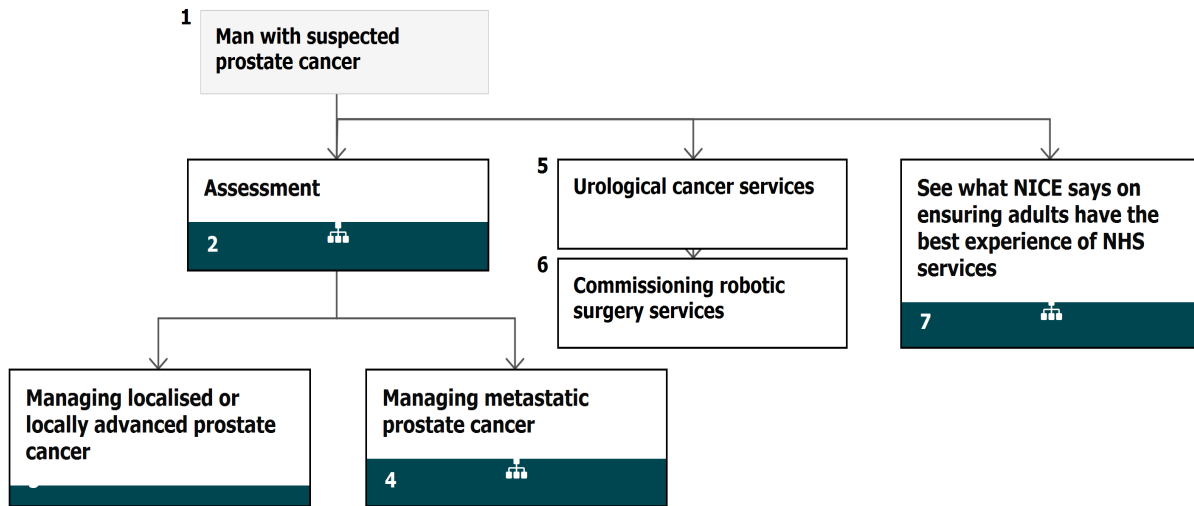 1
Man with suspected
prostate cancer
Assessment
2
5
Urological cancer services
6
Commissioning robotic
surgery services
See what NICE says on
ensuring adults have the
best experience of NHS
services
7
Managing localised or
locally advanced prostate
cancer
Managing metastatic
prostate cancer
4